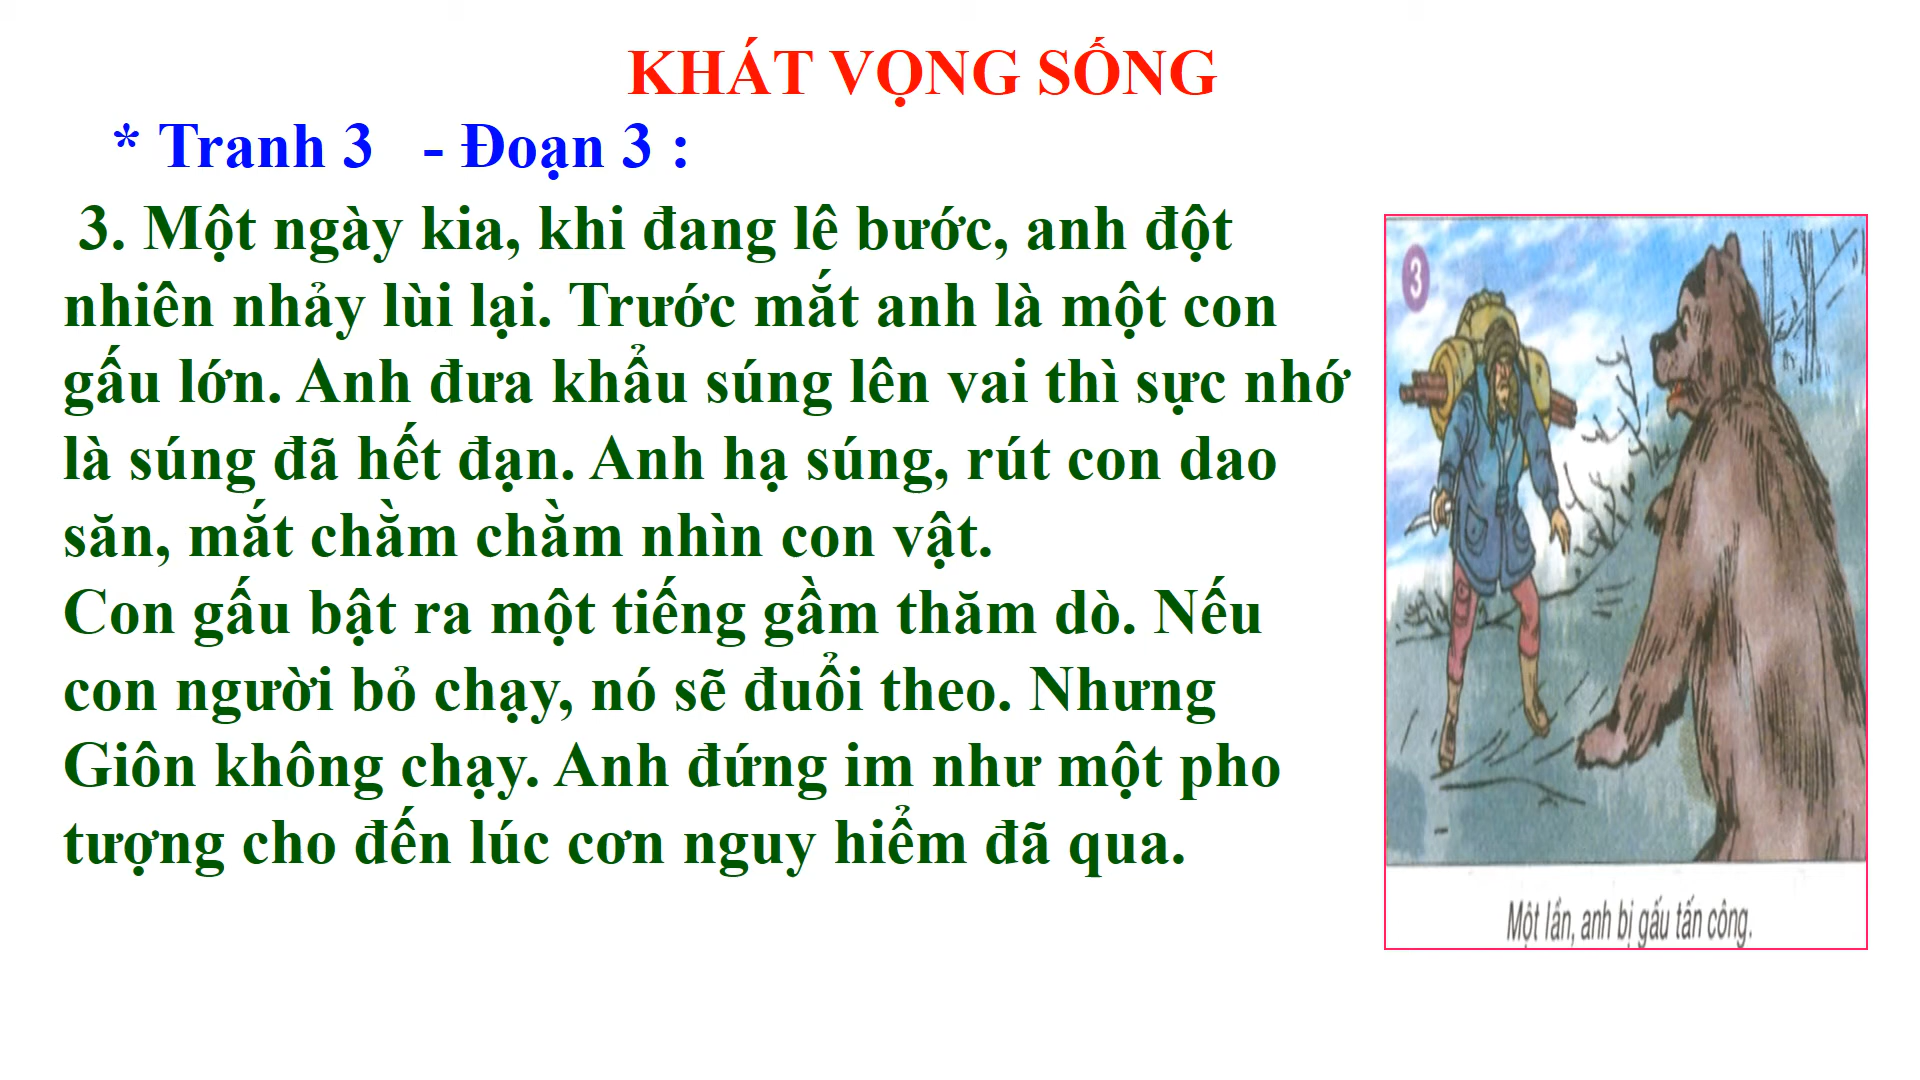 KHÁT VỌNG SỐNG
* Tranh 3 - Đoạn 3 :
3. Một ngày kia, khi đang lê bước, anh đột
nhiên nhảy lùi lại. Trước mắt anh là một con
gấu lớn. Anh đưa khẩu súng lên vai thì sực nhớ
là súng đã hết đạn. Anh hạ súng, rút con dao
săn, mắt chằm chằm nhìn con vật.
Con gấu bật ra một tiếng gầm thăm dò. Nếu
con người bỏ chạy, nó sẽ đuổi theo. Nhưng
Giôn không chạy. Anh đứng im như một pho
tượng cho đến lúc cơn nguy hiểm đã qua.
3
Một lần, anh bị gấu tấn công.